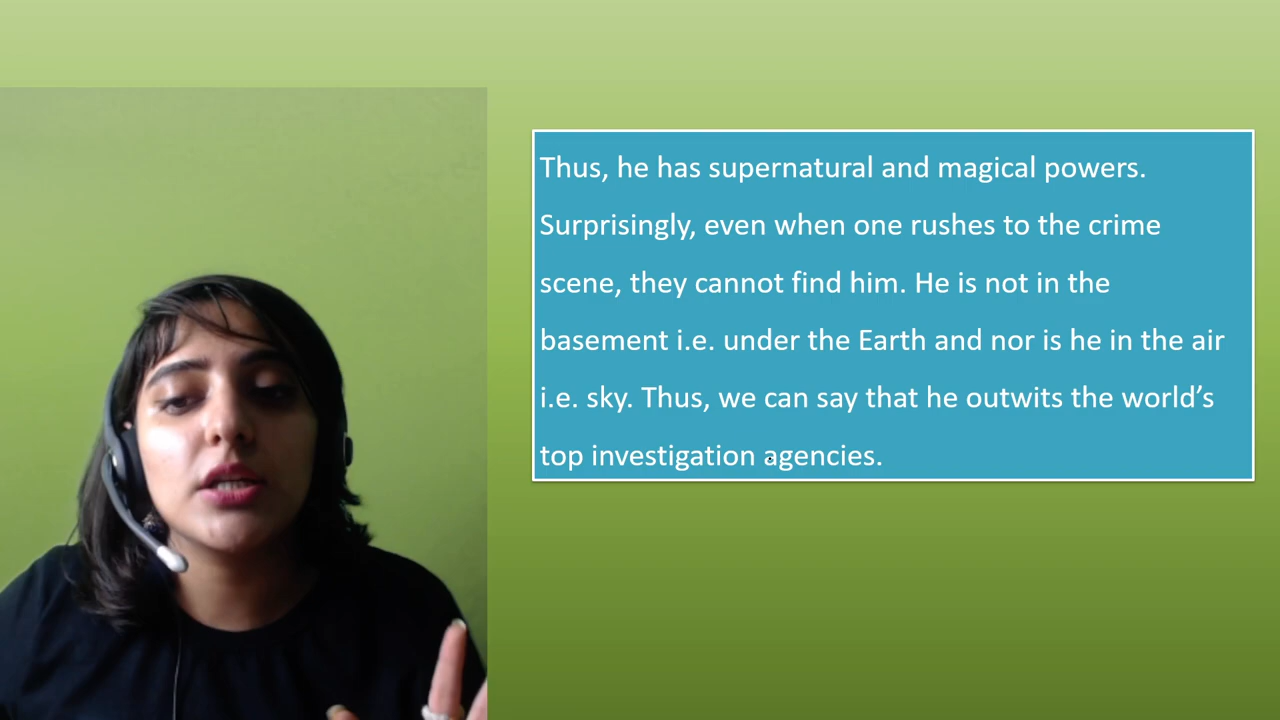 Thus, he has supernatural and magical powers.
Surprisingly, even when one rushes to the crime
scene, they cannot find him. He is not in the
basement i.e. under the Earth and nor is he in the air
i.e. sky. Thus, we can say that he outwits the world’s
top investigation agencies.